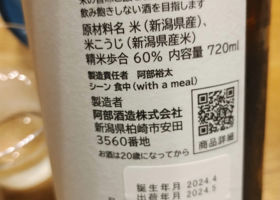 飲み飽きしない酒を目指します
原材料名 米(新潟県産)、
米こうじ(新潟県産米)
精米歩合 60% 内容量 720ml
製造責任者 阿部裕太
シーン 食中(with a meal)
製造者
阿部酒造株式会社
新潟県柏崎市安田
3560番地
商品詳細
お酒は20歳になってから
誕生年月 2024.4
出荷年月 2024.5